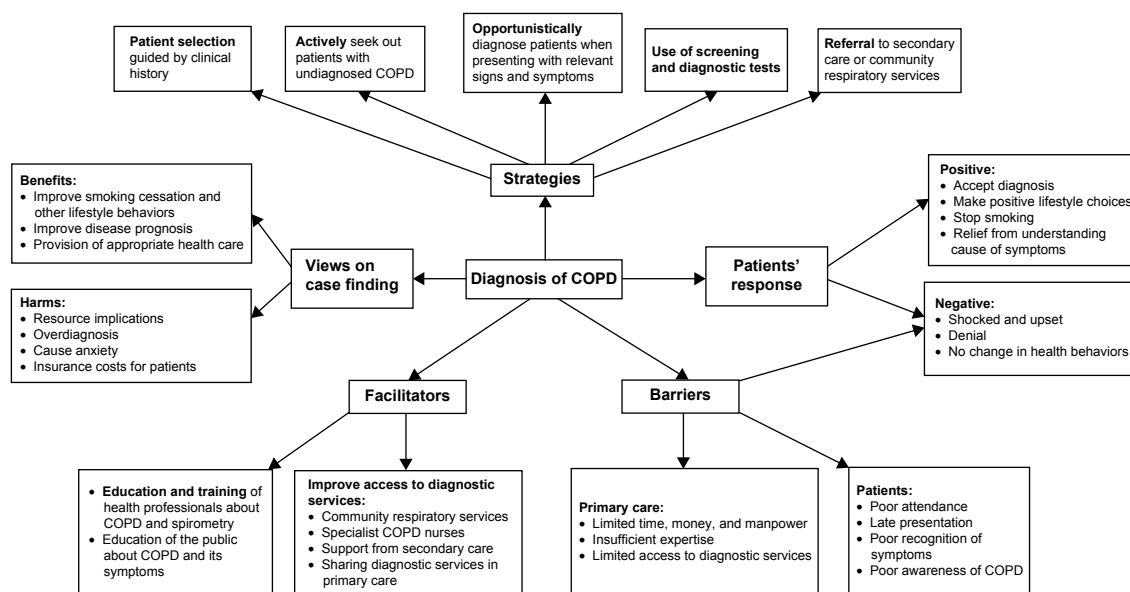 Patient selection
guided by clinical
history
Actively seek out
patients with
undiagnosed COPD
Opportunistically
diagnose patients when
presenting with relevant
signs and symptoms
Use of screening
and diagnostic tests
Referral to secondary
care or community
respiratory services
Strategies
Benefits:
• Improve smoking cessation and
other lifestyle behaviors
• Improve disease prognosis
• Provision of appropriate health care
Harms:
• Resource implications
• Overdiagnosis
• Cause anxiety
• Insurance costs for patients
Views on
case finding
Diagnosis of COPD
Patients’
response
Positive:
• Accept diagnosis
• Make positive lifestyle choices
• Stop smoking
• Relief from understanding
cause of symptoms
Negative:
• Shocked and upset
• Denial
• No change in health behaviors
Facilitators
Barriers
• Education and training of
health professionals about
COPD and spirometry
• Education of the public
about COPD and its
symptoms
Improve access to diagnostic
services:
• Community respiratory services
• Specialist COPD nurses
• Support from secondary care
• Sharing diagnostic services in
primary care
Primary care:
• Limited time, money, and manpower
• Insufficient expertise
• Limited access to diagnostic services
Patients:
• Poor attendance
• Late presentation
• Poor recognition of
symptoms
• Poor awareness of COPD